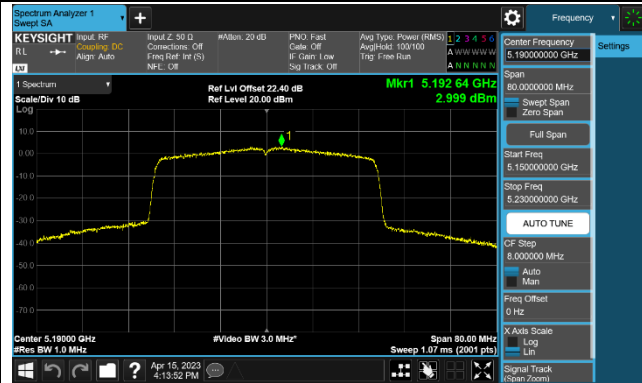 Spectrum Analyzer 1
Swept SA
+
Frequency
KEYSIGHT
RL
LXI
Input: RF
Coupling: DC
Align: Auto
Input Z: 50 Ω
Corrections: Off
Freq Ref: Int (S)
NFE: Off
#Atten: 20 dB
PNO: Fast
Gate: Off
IF Gain: Low
Sig Track: Off
Avg Type: Power (RMS)
Avg|Hold: 100/100
Trig: Free Run
1 2 3 4 5 6
A W W W W W
A N N N N N
1 Spectrum
Scale/Div 10 dB
Log
Ref Lvl Offset 22.40 dB
Ref Level 20.00 dBm
Mkr1 5.192 64 GHz
2.999 dBm
1
10.0
0.00
-10.0
-20.0
-30.0
-40.0
-50.0
-60.0
-70.0
Center 5.19000 GHz
#Res BW 1.0 MHz
#Video BW 3.0 MHz*
Span 80.00 MHz
Sweep 1.07 ms (2001 pts)
Center Frequency
5.190000000 GHz
Span
80.0000000 MHz
Swept Span
Zero Span
Full Span
Start Freq
5.150000000 GHz
Stop Freq
5.230000000 GHz
AUTO TUNE
CF Step
8.000000 MHz
Auto
Man
Freq Offset
0 Hz
X Axis Scale
Log
Lin
Signal Track
(Span Zoom)
Settings
?
Apr 15, 2023
4:13:52 PM